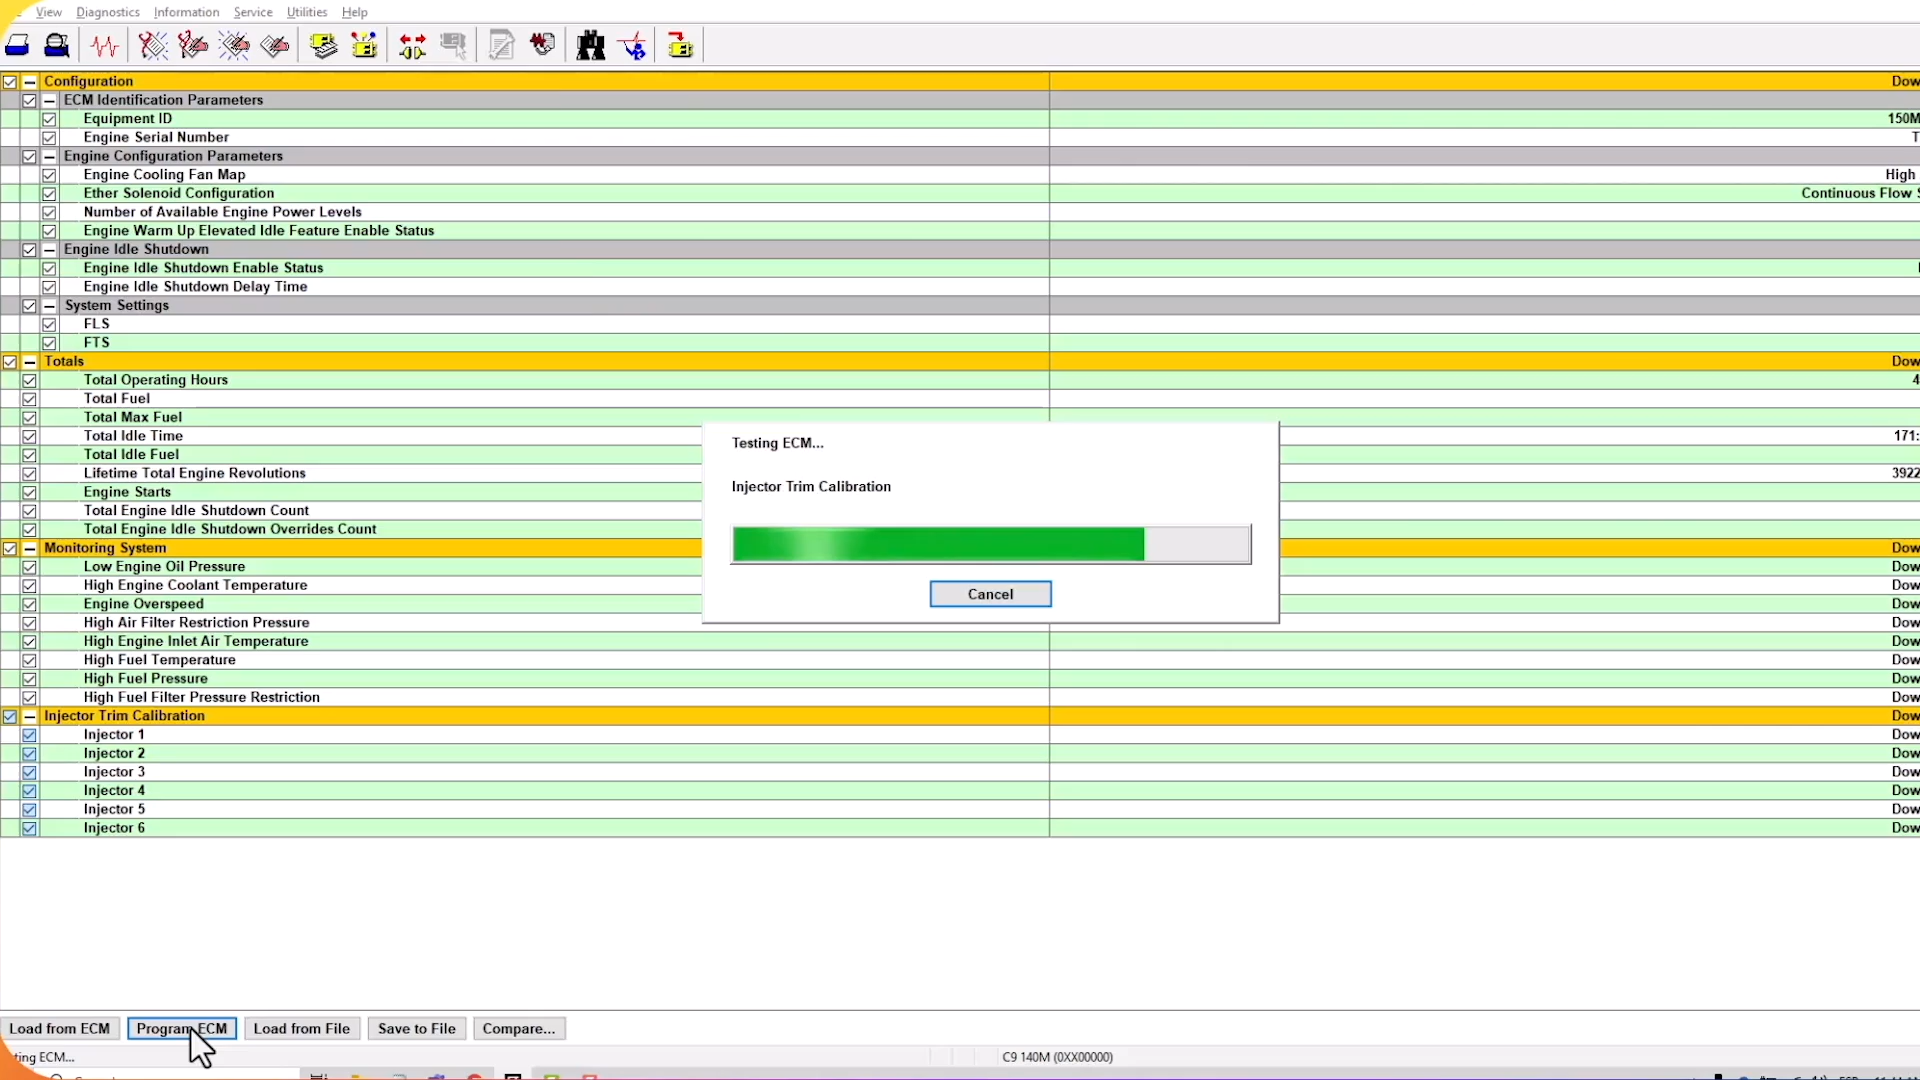 View Diagnostics Information Service Utilities Help
Configuration Dow
ECM Identification Parameters
Equipment ID 150M
Engine Serial Number T
Engine Configuration Parameters
Engine Cooling Fan Map High
Ether Solenoid Configuration Continuous Flow S
Number of Available Engine Power Levels
Engine Warm Up Elevated Idle Feature Enable Status
Engine Idle Shutdown
Engine Idle Shutdown Enable Status
Engine Idle Shutdown Delay Time
System Settings
FLS
FTS
Totals Dow
Total Operating Hours 4
Total Fuel
Total Max Fuel
Total Idle Time 171:
Total Idle Fuel
Lifetime Total Engine Revolutions 3922
Engine Starts
Total Engine Idle Shutdown Count
Total Engine Idle Shutdown Overrides Count
Monitoring System Dow
Low Engine Oil Pressure Dow
High Engine Coolant Temperature Dow
Engine Overspeed Dow
High Air Filter Restriction Pressure Dow
High Engine Inlet Air Temperature Dow
High Fuel Temperature Dow
High Fuel Pressure Dow
High Fuel Filter Pressure Restriction Dow
Injector Trim Calibration Dow
Injector 1 Dow
Injector 2 Dow
Injector 3 Dow
Injector 4 Dow
Injector 5 Dow
Injector 6 Dow
Testing ECM...
Injector Trim Calibration
Cancel
Load from ECM Program ECM Load from File Save to File Compare...
ting ECM... C9 140M (0XX00000)